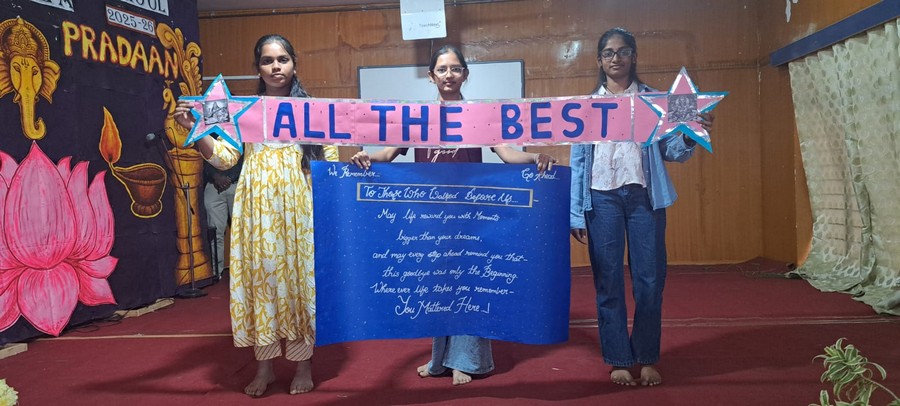 OL
2025-26
PRADAAN
ALL THE BEST
We Remember...
Go Ahead...
To Those Who Walked Before Us...
May life reward you with Moments
bigger than your dreams,
and may every step ahead remind you that-
this goodbye was only the Beginning.
Where ever life takes you remember-
You Mattered Here..!